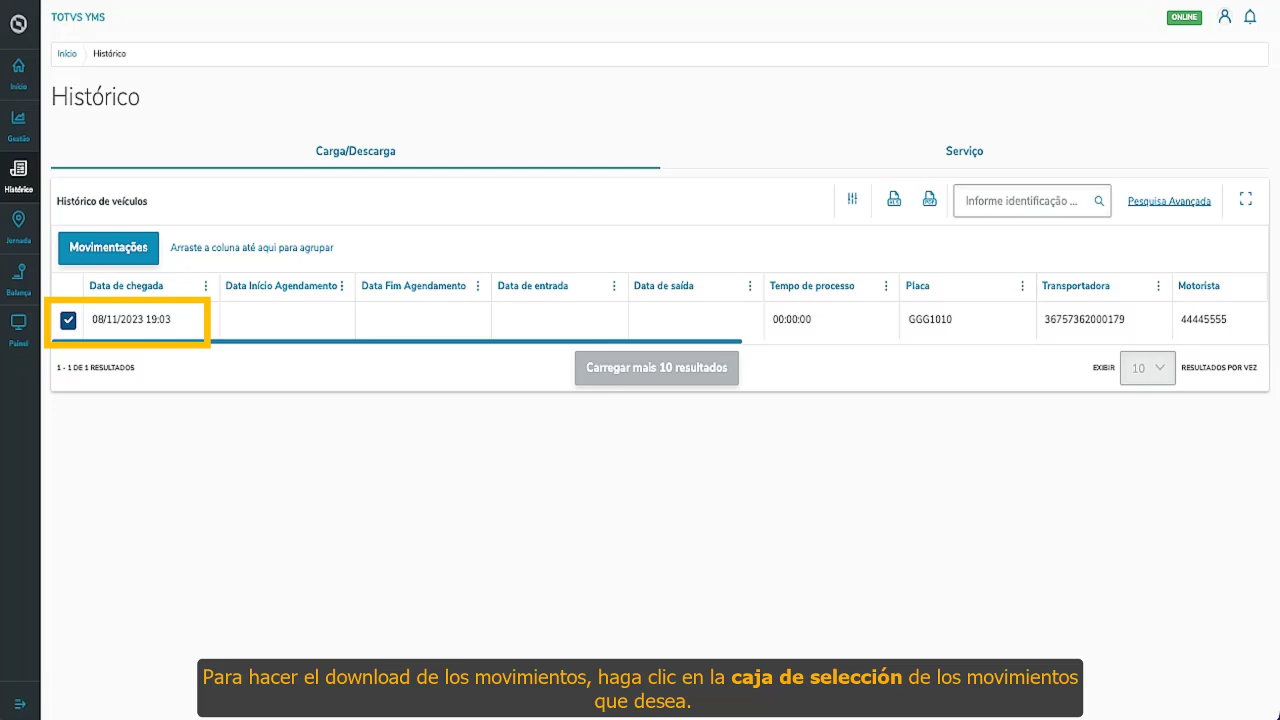 TOTVS YMS
ONLINE
Início
Histórico
Início
Gestão
Histórico
Jornada
Balança
Painel
Histórico
Carga/Descarga
Serviço
Histórico de veículos
Informe identificação ...
Pesquisa Avançada
Movimentações
Arraste a coluna até aqui para agrupar
Data de chegada
Data Início Agendamento
Data Fim Agendamento
Data de entrada
Data de saída
Tempo de processo
Placa
Transportadora
Motorista
08/11/2023 19:03
00:00:00
GGG1010
36757362000179
44445555
1 - 1 DE 1 RESULTADOS
Carregar mais 10 resultados
EXIBIR
10
RESULTADOS POR VEZ
Para hacer el download de los movimientos, haga clic en la caja de selección de los movimientos
que desea.